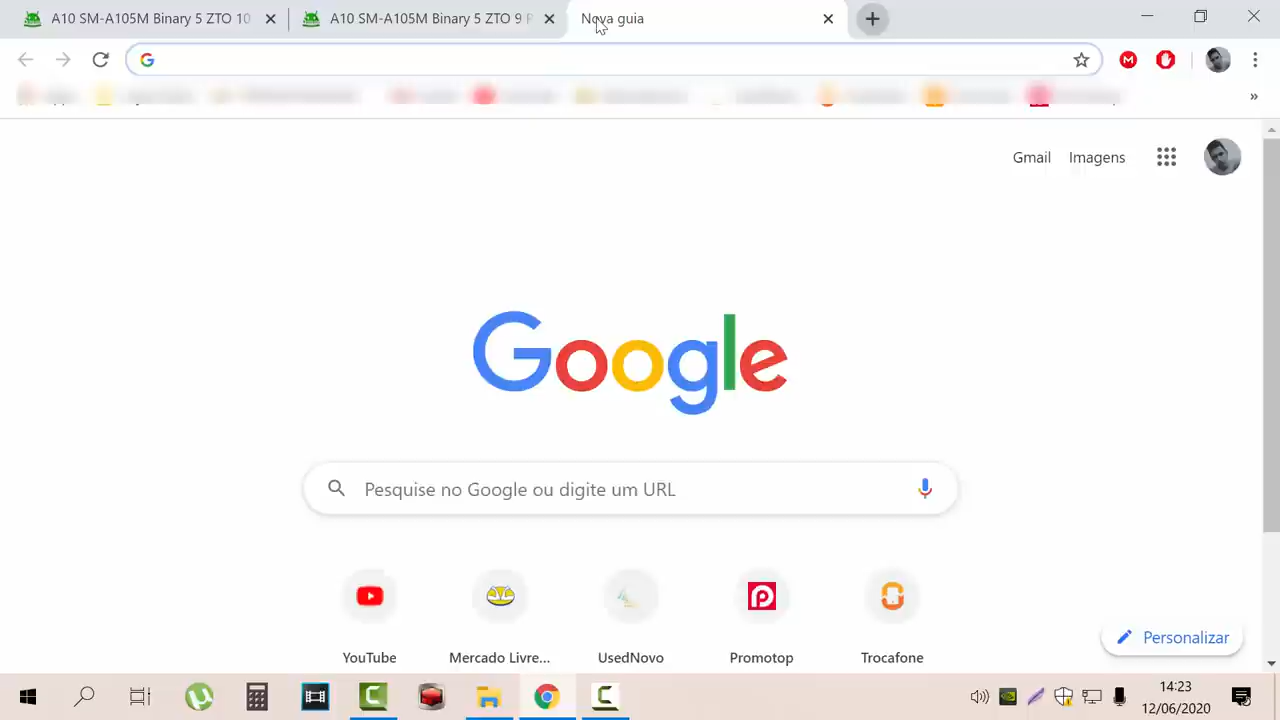 A10 SM-A105M Binary 5 ZTO 10
A10 SM-A105M Binary 5 ZTO 9 P
Nova guia
Gmail
Imagens
Google
Pesquise no Google ou digite um URL
YouTube
Mercado Livre...
UsedNovo
Promotop
Trocafone
Personalizar
14:23
12/06/2020